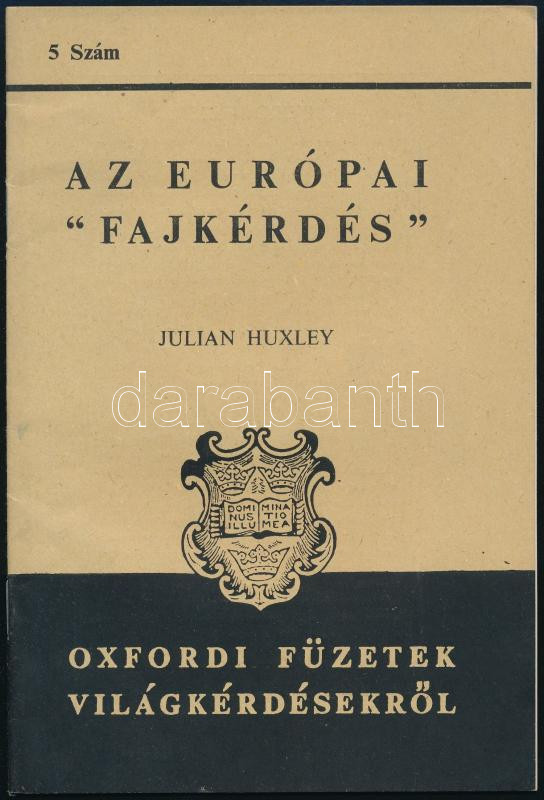 5 Szám
AZ EURÓPAI
“FAJKÉRDÉS”
JULIAN HUXLEY
darabanth
DOMI MINA
NUS TIO
ILLU MEA
OXFORDI FÜZETEK
VILÁGKÉRDÉSEKRŐL